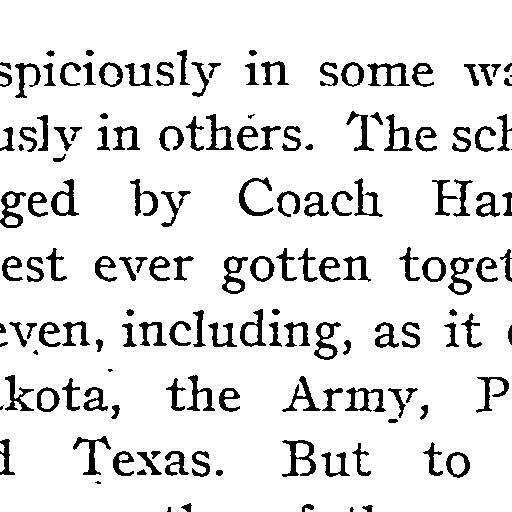 spiciously in some wa
usly in others. The sch
ged by Coach Har
est ever gotten toget
even, including, as it
akota, the Army, P
d Texas. But to